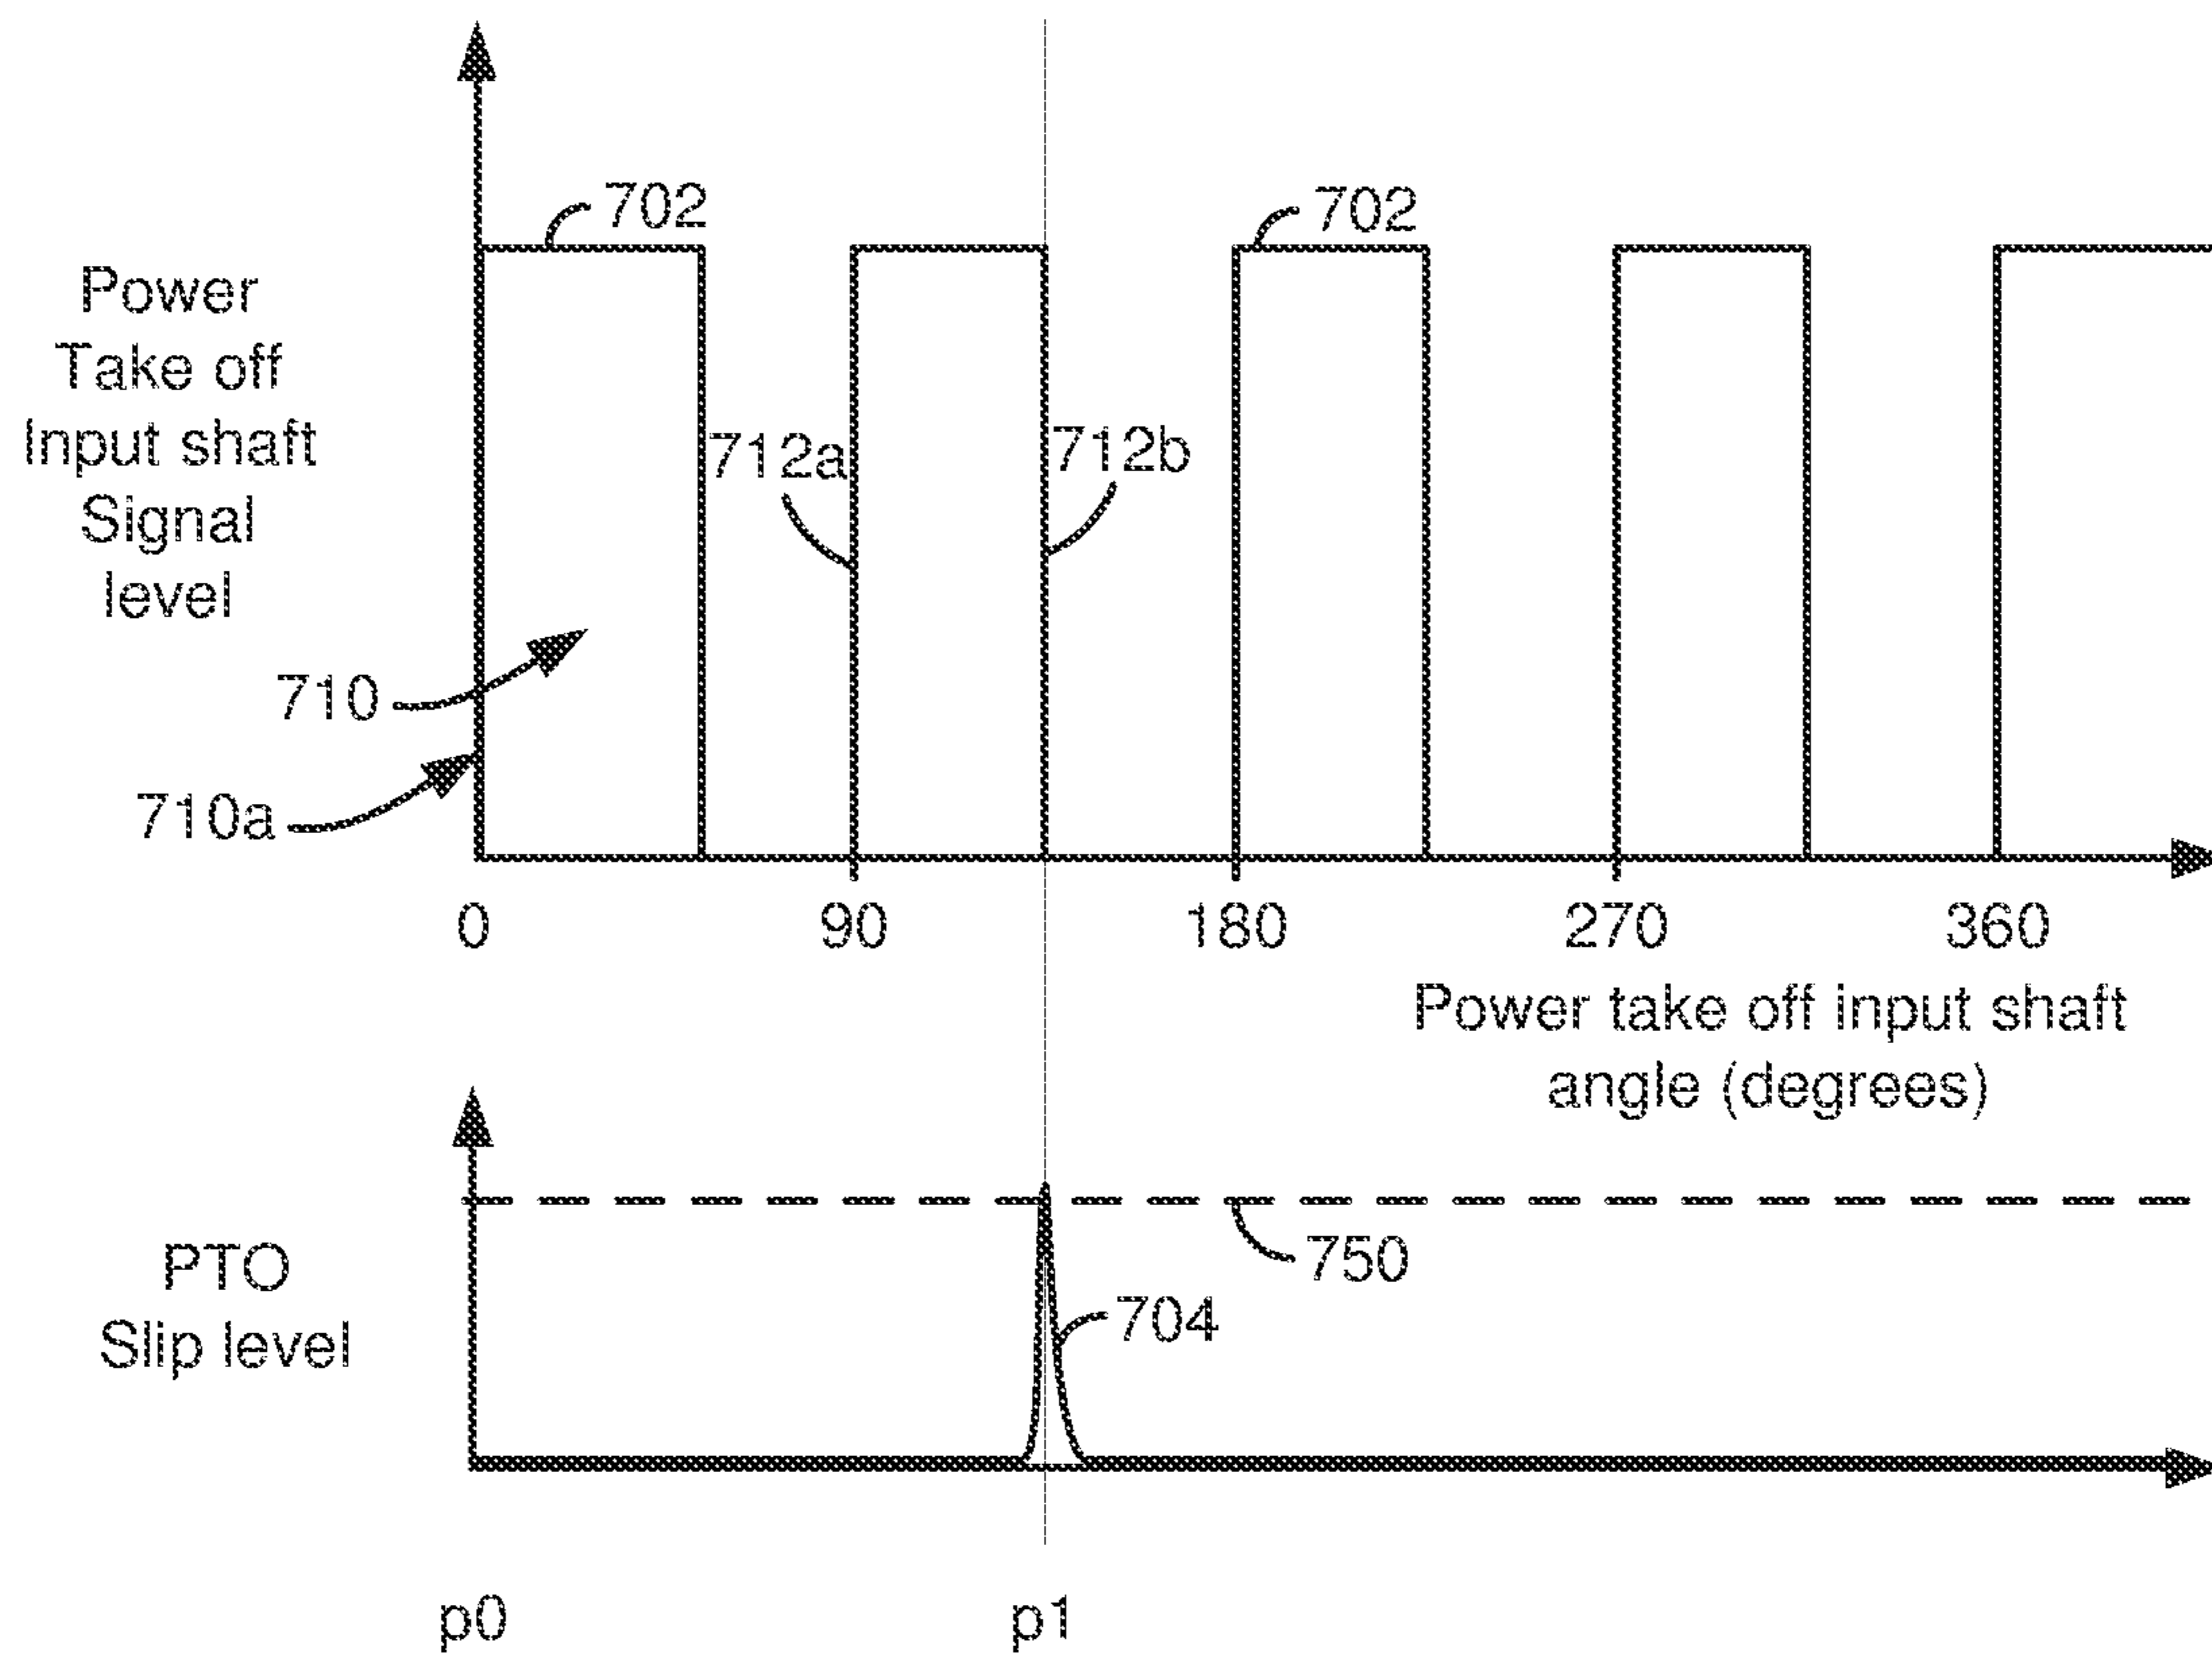 702
702
Power
Take off
Input shaft
Signal
level
712a
712b
710
710a
0
90
180
270
360
Power take off input shaft
angle (degrees)
PTO
Slip level
750
704
p0
p1